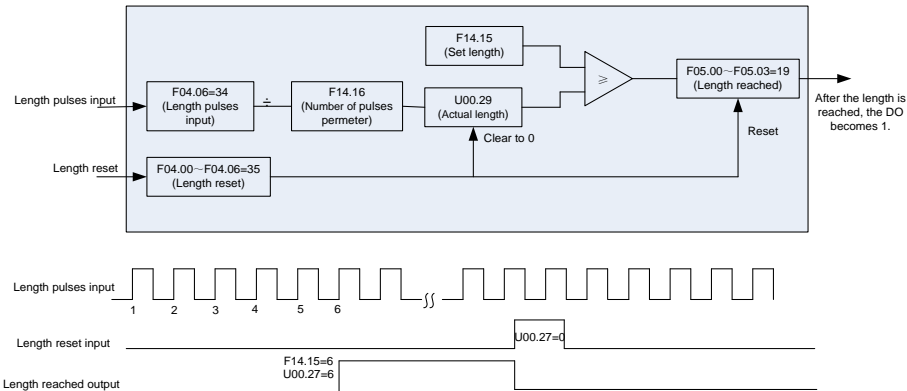 F14.15
(Set length)
F04.06=34
(Length pulses
input)
÷
F14.16
(Number of pulses
permeter)
U00.29
(Actual length)
≥
F05.00~F05.03=19
(Length reached)
Length pulses input
After the length is
reached, the DO
becomes 1.
Clear to 0
Reset
Length reset
F04.00~F04.06=35
(Length reset)
Length pulses input
1 2 3 4 5 6
Length reset input
U00.27=0
F14.15=6
U00.27=6
Length reached output